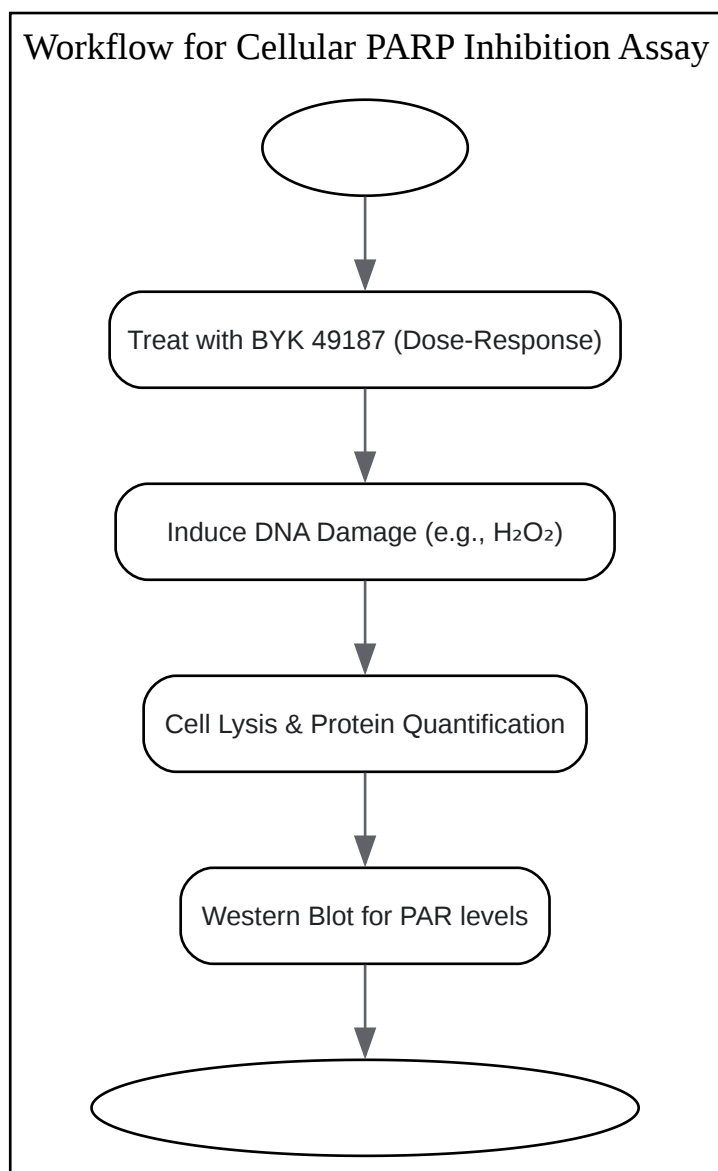 Workflow for Cellular PARP Inhibition Assay
Treat with BYK 49187 (Dose-Response)
Induce DNA Damage (e.g., H₂O₂)
Cell Lysis & Protein Quantification
Western Blot for PAR levels